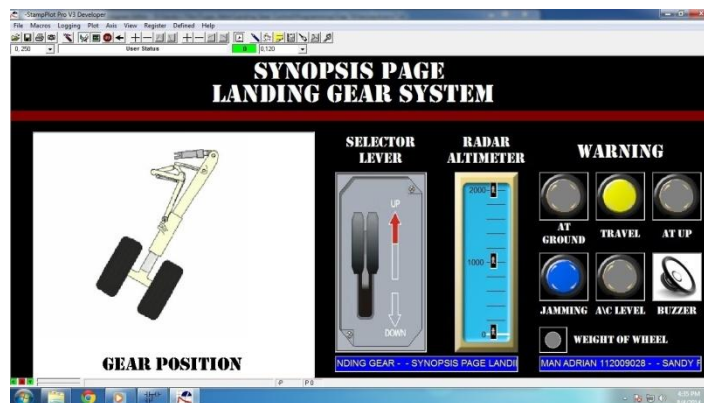 -StampPlot Pro V3 Developer
File Macros Logging Plot Axis View Register Defined Help
0, 250
User Status
0
0,120
SYNOPSIS PAGE
LANDING GEAR SYSTEM
SELECTOR
LEVER
RADAR
ALTIMETER
WARNING
UP
DOWN
2000
1000
0
AT
GROUND
TRAVEL
AT UP
JAMMING
A\C LEVEL
BUZZER
WEIGHT OF WHEEL
GEAR POSITION
NDING GEAR - - SYNOPSIS PAGE LANDI
MAN ADRIAN 112009028 - - SANDY
4:35 PM